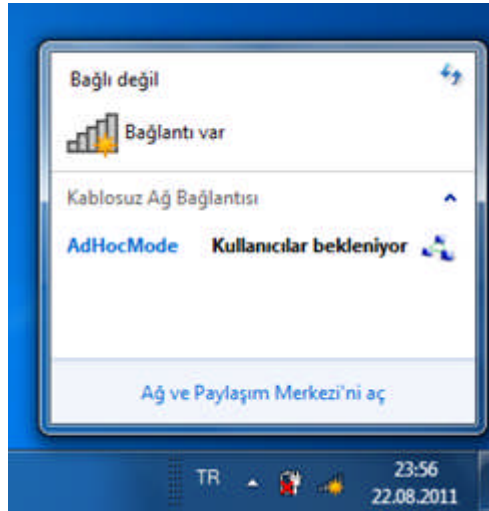 Bağlı değil
Bağlantı var
Kablosuz Ağ Bağlantısı
AdHocMode Kullanıcılar bekleniyor
Ağ ve Paylaşım Merkezi'ni aç
TR 23:56
22.08.2011